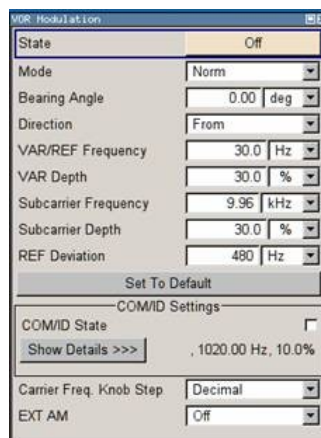 VOR Modulation
State Off
Mode Norm
Bearing Angle 0.00 deg
Direction From
VAR/REF Frequency 30.0 Hz
VAR Depth 30.0 %
Subcarrier Frequency 9.96 kHz
Subcarrier Depth 30.0 %
REF Deviation 480 Hz
Set To Default
COM/ID Settings
COM/ID State
Show Details >>> , 1020.00 Hz, 10.0%
Carrier Freq. Knob Step Decimal
EXT AM Off